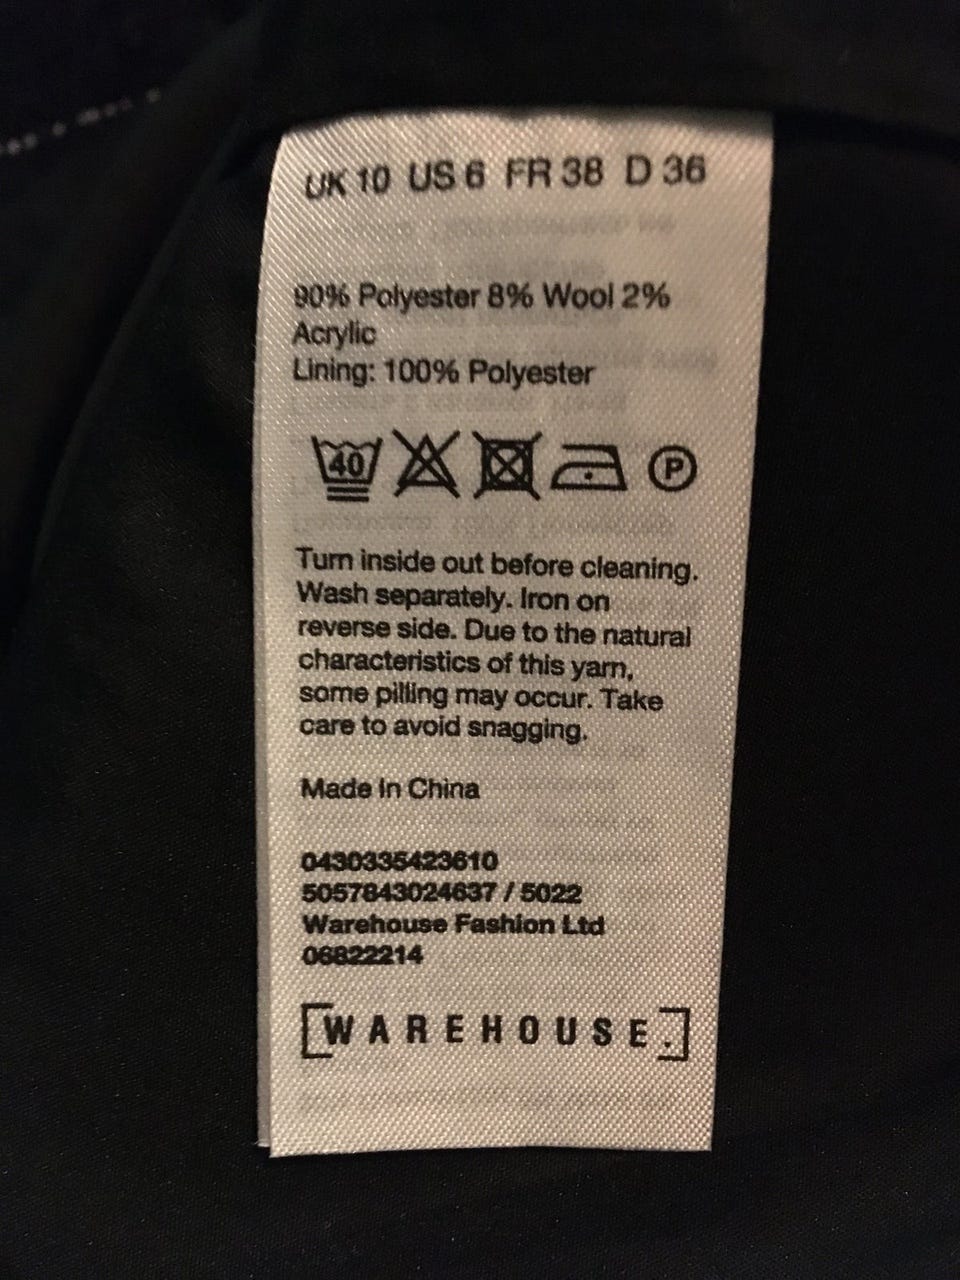 UK 10 US 6 FR 38 D 36
90% Polyester 8% Wool 2%
Acrylic
Lining: 100% Polyester
40 P
Turn inside out before cleaning.
Wash separately. Iron on
reverse side. Due to the natural
characteristics of this yarn,
some pilling may occur. Take
care to avoid snagging.
Made in China
0430335423610
5057843024637 / 5022
Warehouse Fashion Ltd
06822214
[WAREHOUSE.]